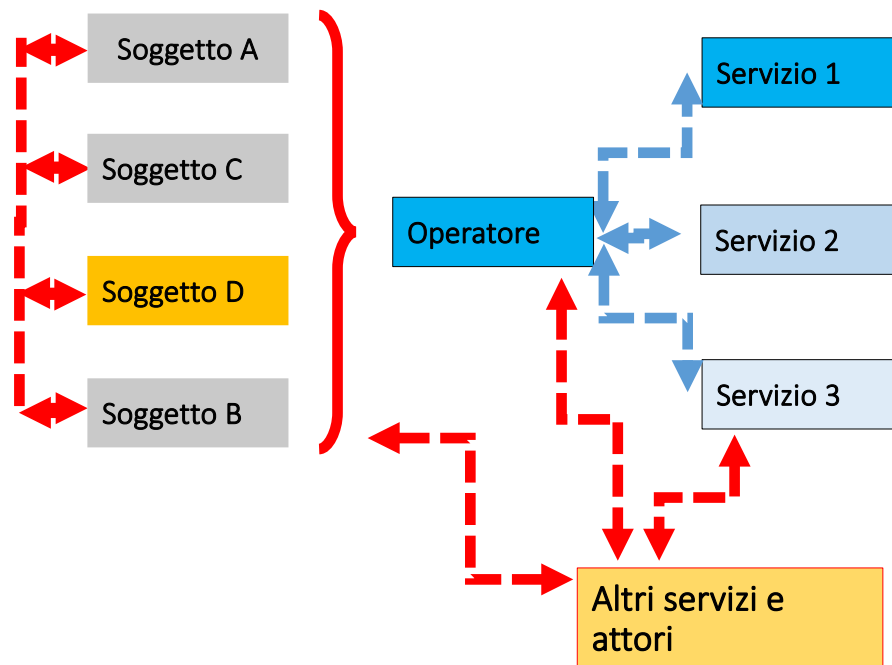 Soggetto A
Soggetto C
Soggetto D
Soggetto B
Operatore
Servizio 1
Servizio 2
Servizio 3
Altri servizi e
attori